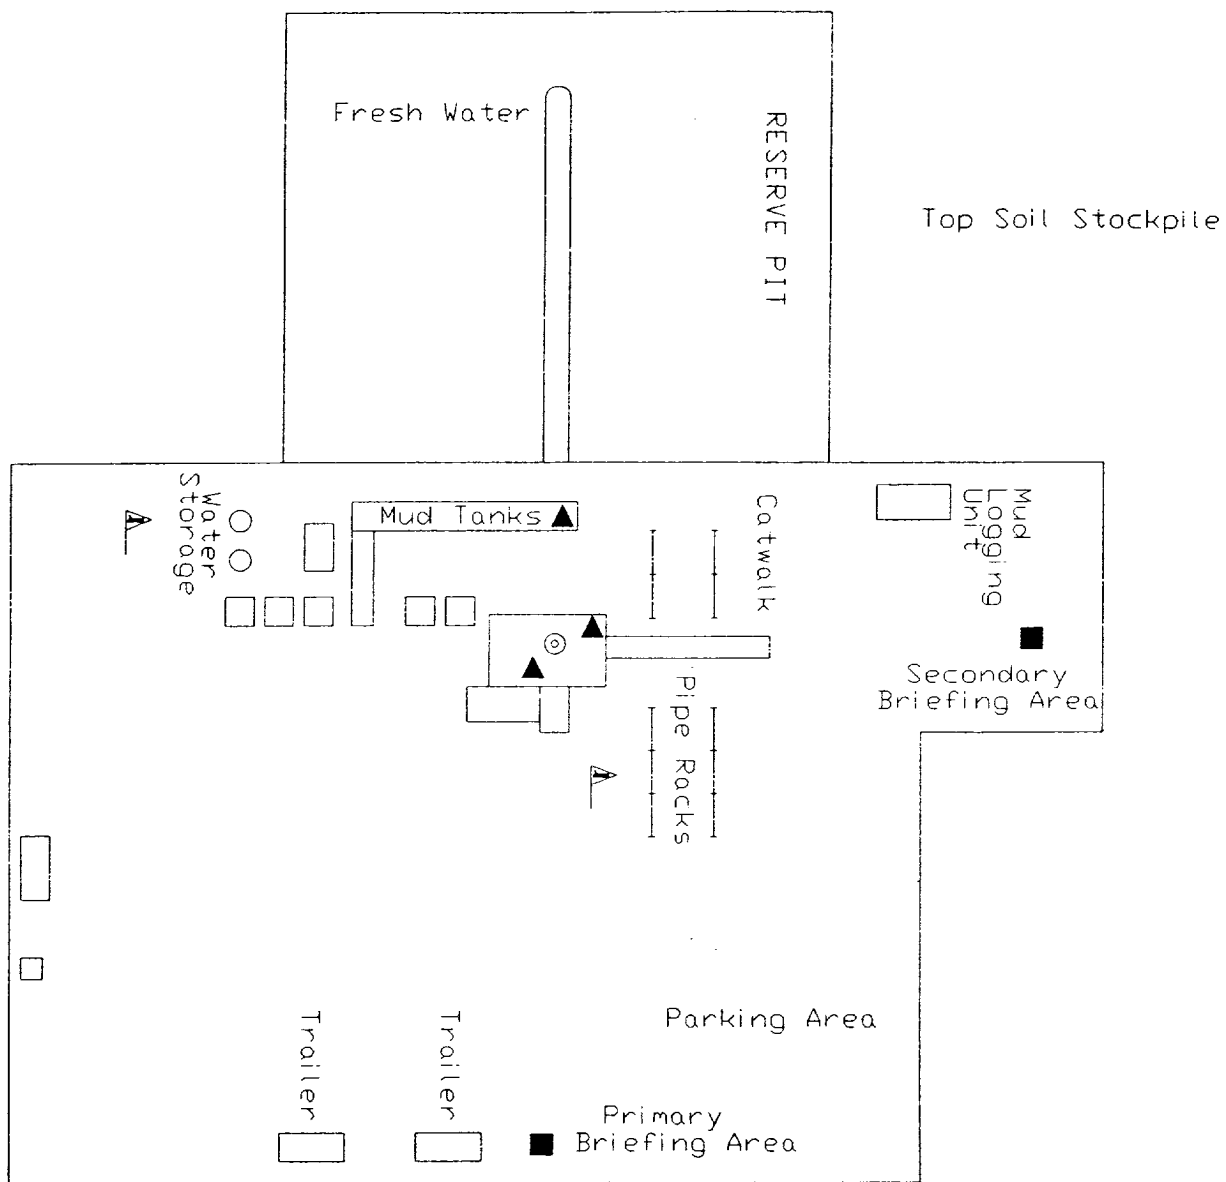 Fresh Water
RESERVE PIT
Top Soil Stockpile
Water
Storage
Mud Tanks
Catwalk
Mud
Logging
Unit
Secondary
Briefing Area
Pipe Racks
Parking Area
Trailer
Trailer
Primary
Briefing Area